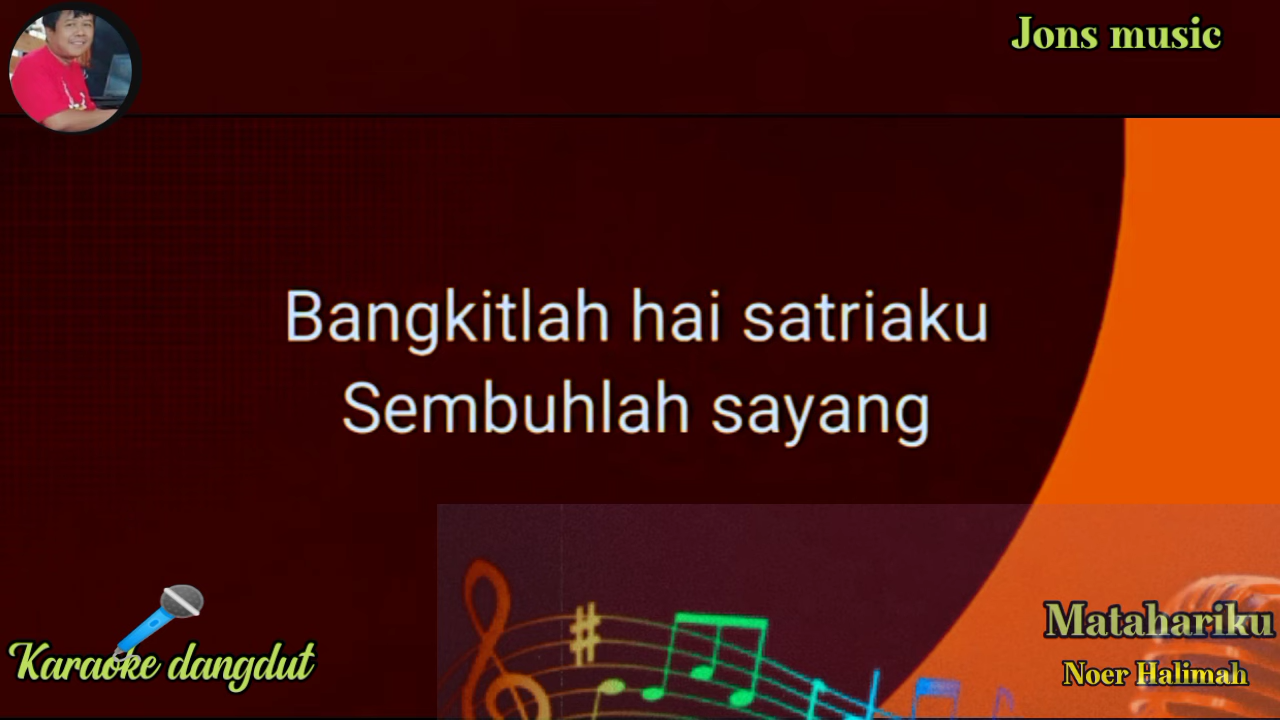 Jons music
Bangkitlah hai satriaku
Sembuhlah sayang
Karaoke dangdut
Matahariku
Noer Halimah